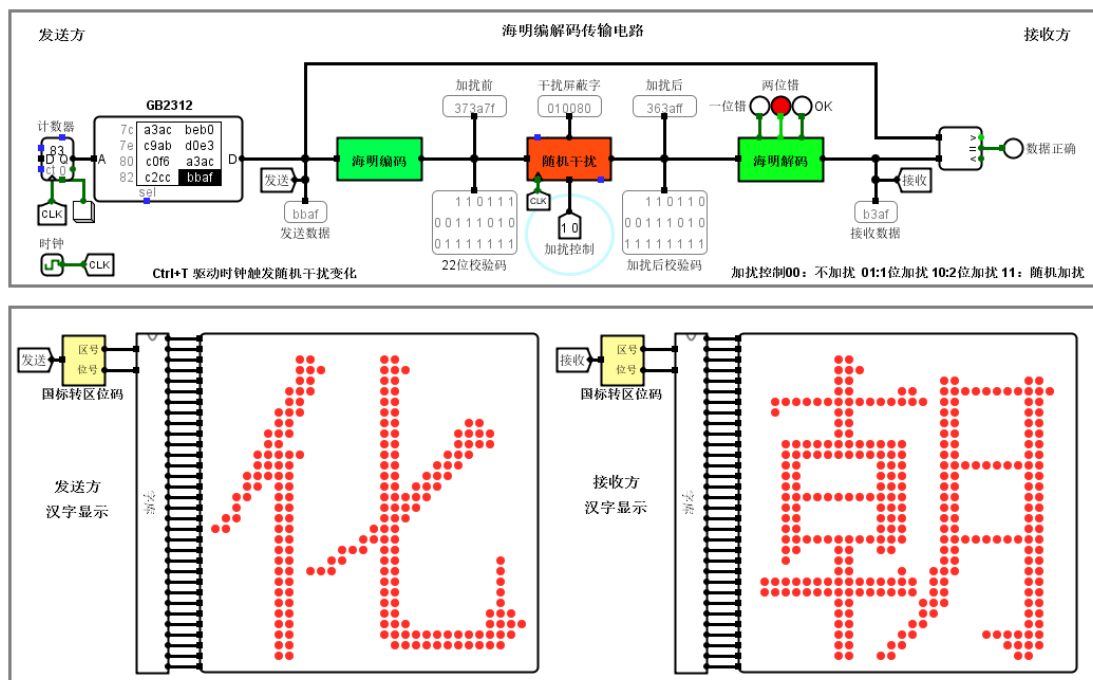 发送方
海明编解码传输电路
接收方
加扰前
干扰屏蔽字
加扰后
两位错
一位错
OK
373a7f
010080
363aff
GB2312
计数器
83
D Q
ct 0
A
7c a3ac beb0
7e c9ab d0e3
80 c0f6 a3ac
82 c2cc bbaf
D
sel
海明编码
随机干扰
海明解码
>
=
<
数据正确
发送
CLK
接收
CLK
bbaf
发送数据
1 1 0 1 1 1
0 0 1 1 1 0 1 0
0 1 1 1 1 1 1 1
22位校验码
1 0
加扰控制
1 1 0 1 1 0
0 0 1 1 1 0 1 0
1 1 1 1 1 1 1 1
加扰后校验码
b3af
接收数据
时钟
CLK
Ctrl+T 驱动时钟触发随机干扰变化
加扰控制00：不加扰 01:1位加扰 10:2位加扰 11：随机加扰
发送
区号
位号
国标转区位码
字库
发送方
汉字显示
化
接收
区号
位号
国标转区位码
字库
接收方
汉字显示
朝